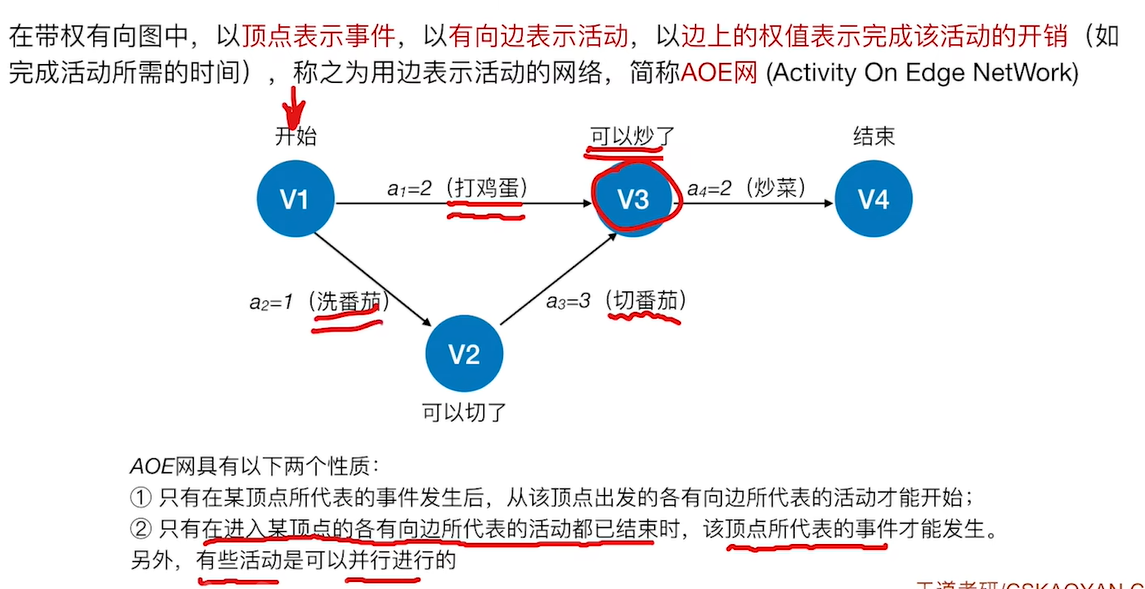 在带权有向图中，以顶点表示事件，以有向边表示活动，以边上的权值表示完成该活动的开销（如
完成活动所需的时间），称之为用边表示活动的网络，简称AOE网 (Activity On Edge NetWork)
开始
可以炒了
结束
V1
a₁=2（打鸡蛋）
V3
a₄=2（炒菜）
V4
a₂=1（洗番茄）
a₃=3（切番茄）
V2
可以切了
AOE网具有以下两个性质：
① 只有在某顶点所代表的事件发生后，从该顶点出发的各有向边所代表的活动才能开始；
② 只有在进入某顶点的各有向边所代表的活动都已结束时，该顶点所代表的事件才能发生。
另外，有些活动是可以并行进行的